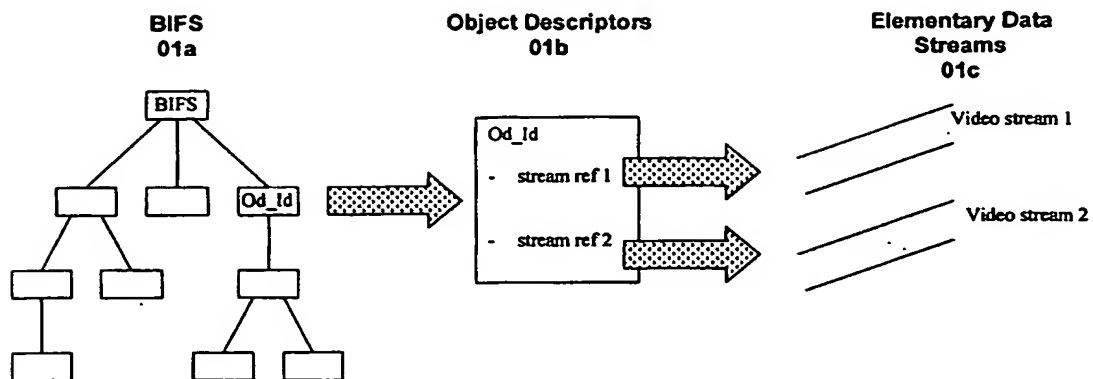 BIFS
01a
Object Descriptors
01b
Elementary Data
Streams
01c
BIFS
Od_Id
Od_Id
- stream ref 1
- stream ref 2
Video stream 1
Video stream 2